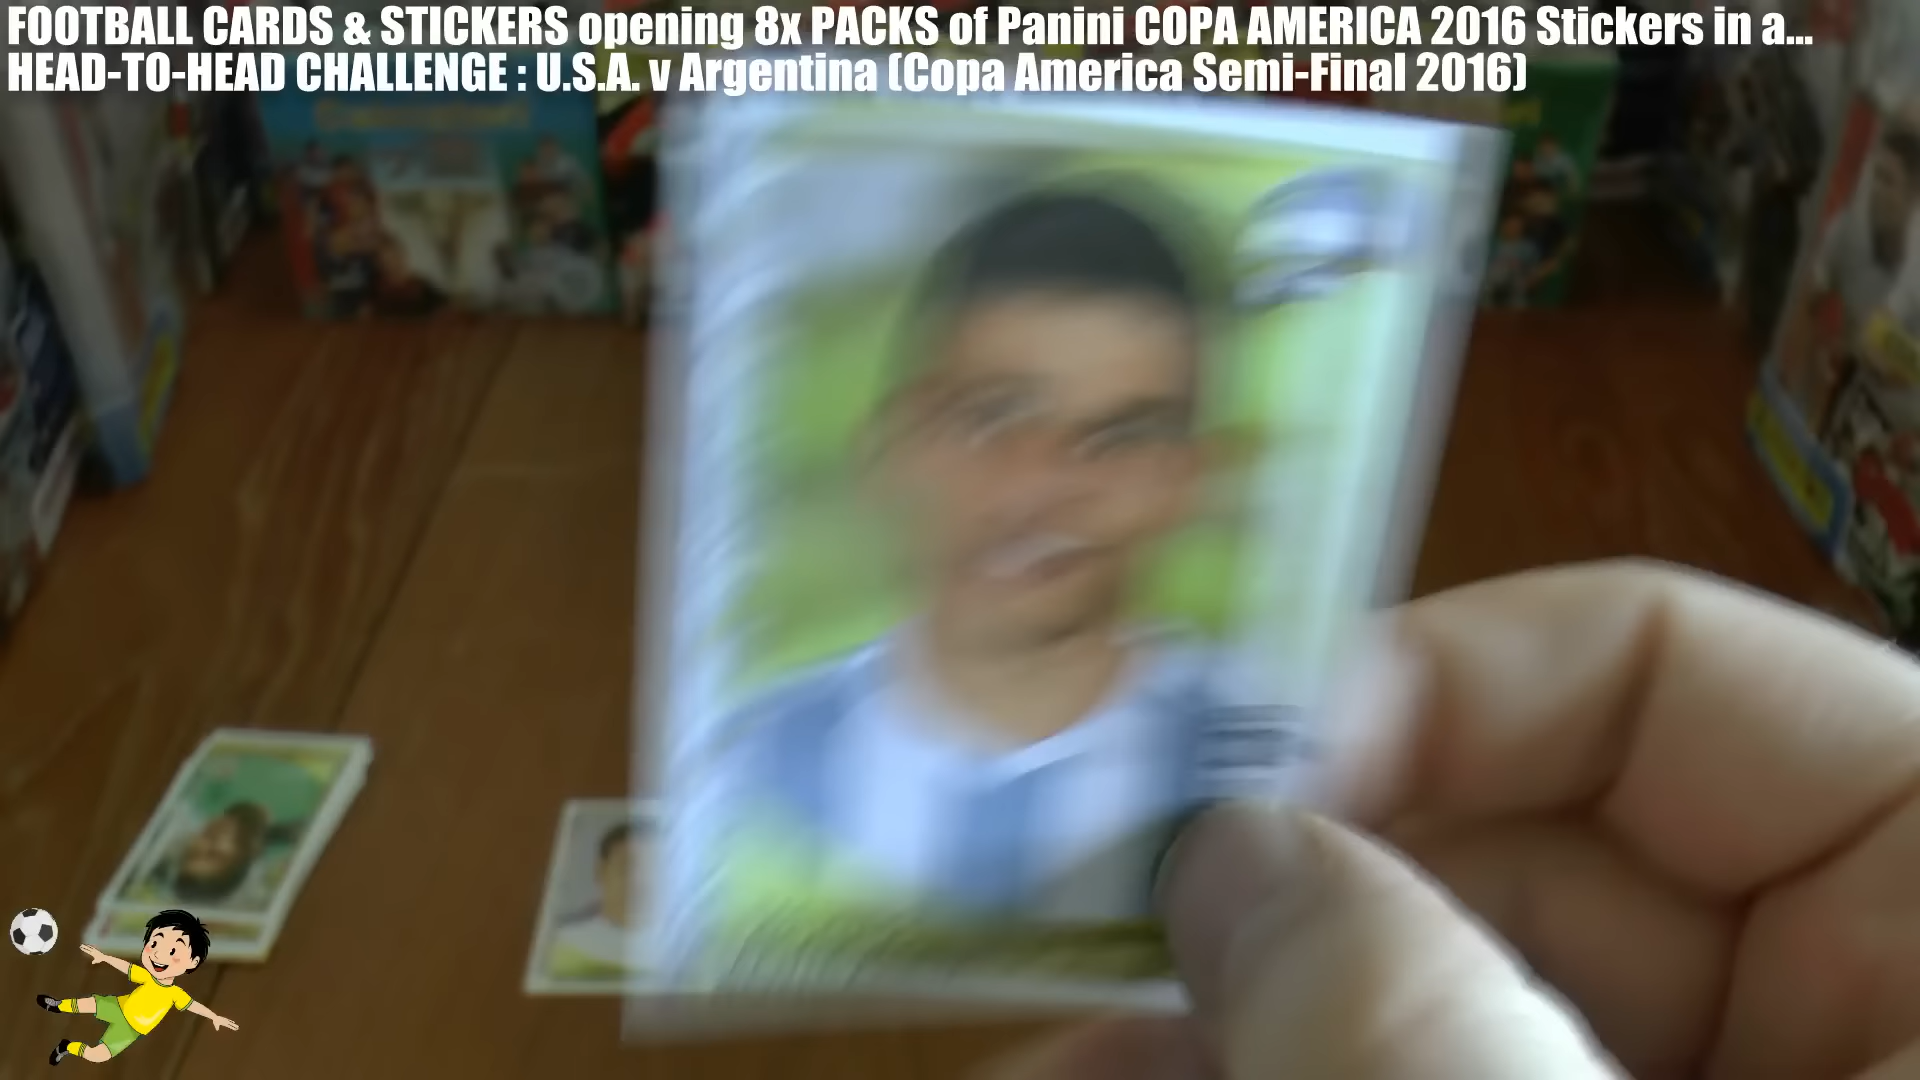 FOOTBALL CARDS & STICKERS opening 8x PACKS of Panini COPA AMERICA 2016 Stickers in a...
HEAD-TO-HEAD CHALLENGE : U.S.A. v Argentina (Copa America Semi-Final 2016)